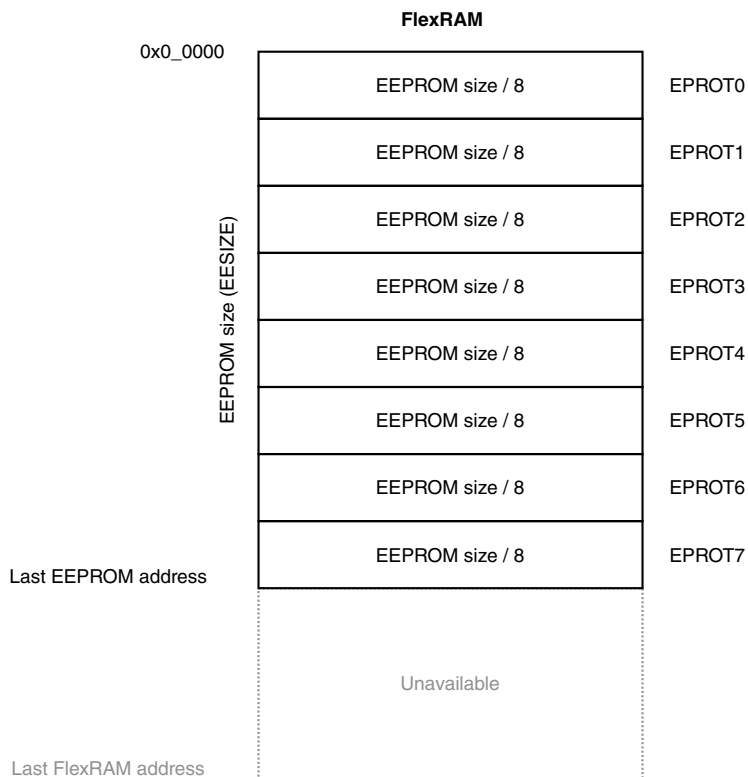 FlexRAM
0x0_0000
EEPROM size / 8 EPROT0
EEPROM size / 8 EPROT1
EEPROM size / 8 EPROT2
EEPROM size (EESIZE)
EEPROM size / 8 EPROT3
EEPROM size / 8 EPROT4
EEPROM size / 8 EPROT5
EEPROM size / 8 EPROT6
EEPROM size / 8 EPROT7
Last EEPROM address
Unavailable
Last FlexRAM address